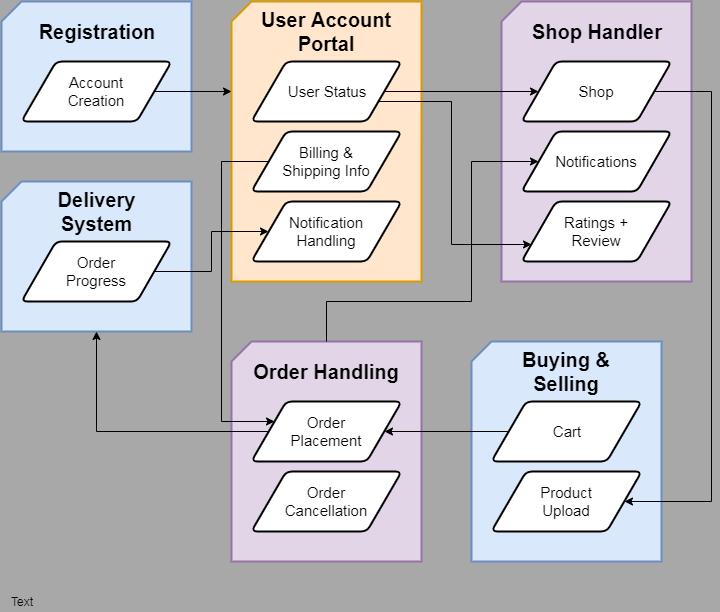 Registration
Account
Creation
User Account
Portal
User Status
Billing &
Shipping Info
Notification
Handling
Shop Handler
Shop
Notifications
Ratings +
Review
Delivery
System
Order
Progress
Order Handling
Order
Placement
Order
Cancellation
Buying &
Selling
Cart
Product
Upload
Text